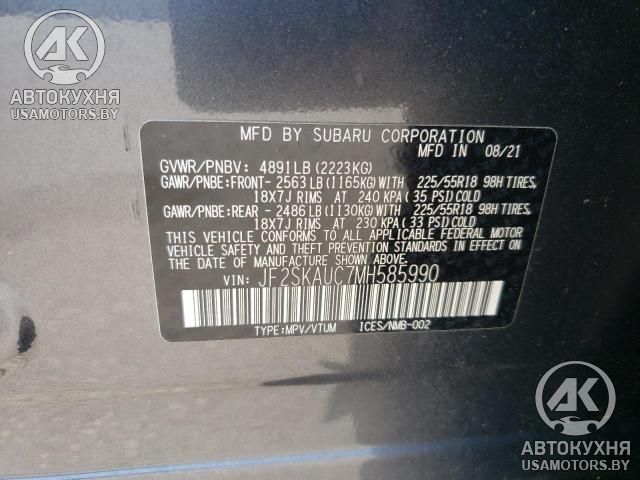 AK
АВТОКУХНЯ
USAMOTORS.BY
MFD BY SUBARU CORPORATION
MFD IN 08/21
GVWR/PNBV: 4891LB (2223KG)
GAWR/PNBE:FRONT- 2563LB (1165KG)WITH 225/55R18 98H TIRES,
18X7J RIMS AT 240 KPA (35 PSI)COLD
GAWR/PNBE:REAR - 2486LB (1130KG)WITH 225/55R18 98H TIRES,
18X7J RIMS AT 230 KPA (33 PSI)COLD
THIS VEHICLE CONFORMS TO ALL APPLICABLE FEDERAL MOTOR
VEHICLE SAFETY AND THEFT PREVENTION STANDARDS IN EFFECT
ON THE DATE OF MANUFACTURE SHOWN ABOVE.
VIN: JF2SKAUC7MH585990
TYPE:MPV/VTUM ICES/NMB-002
AK
АВТОКУХНЯ
USAMOTORS.BY